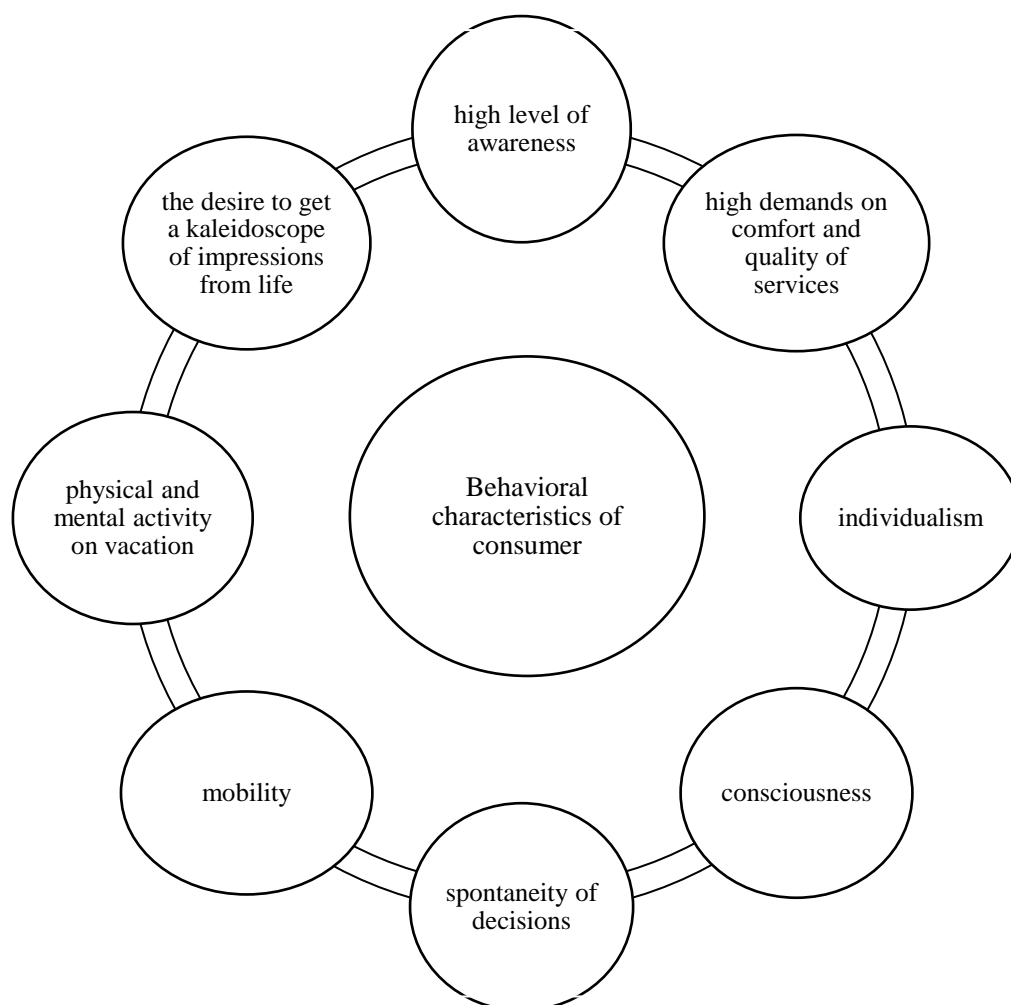 high level of
awareness
the desire to get
a kaleidoscope
of impressions
from life
high demands on
comfort and
quality of
services
Behavioral
characteristics of
consumer
physical and
mental activity
on vacation
individualism
mobility
consciousness
spontaneity of
decisions